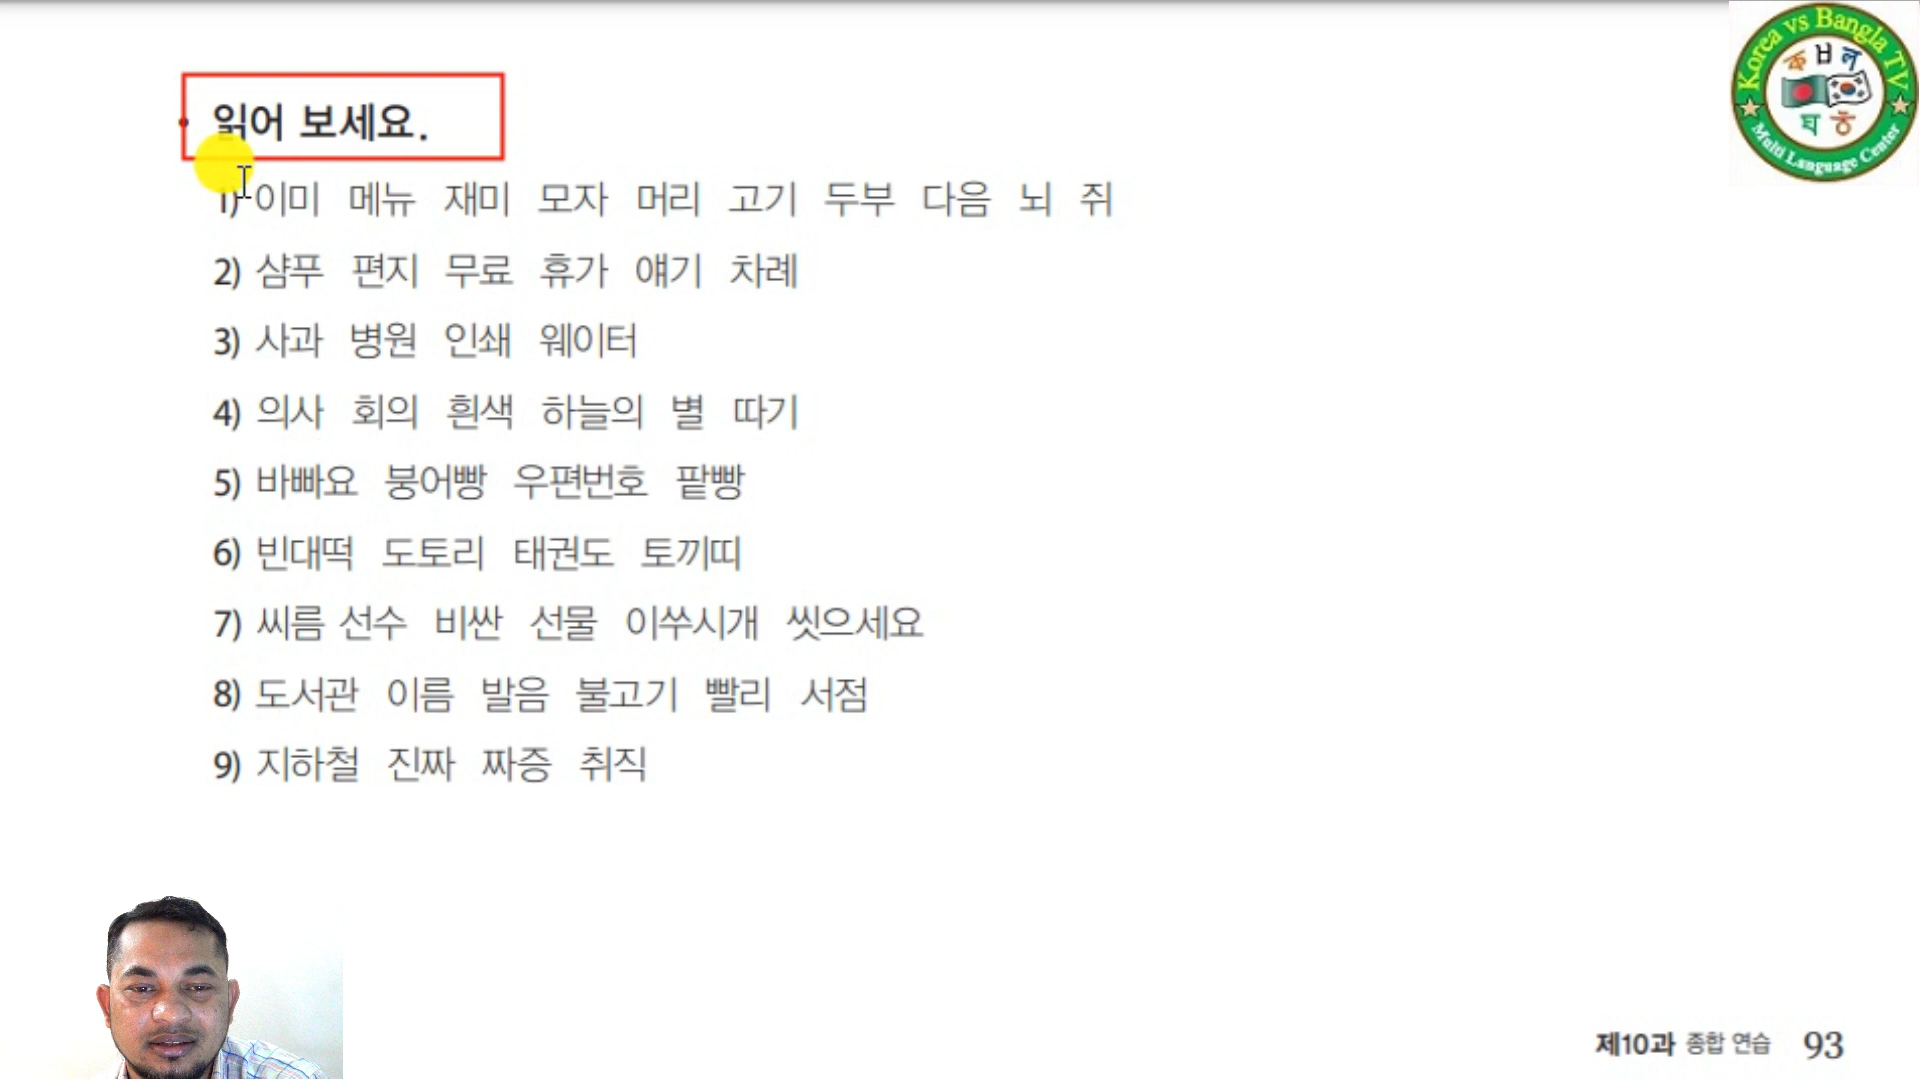 Korea vs Bangla TV
ক ㅂ ল
ঘ ㅎ
Multi Language Center
• 읽어 보세요.
1) 이미 메뉴 재미 모자 머리 고기 두부 다음 뇌 쥐
2) 샴푸 편지 무료 휴가 얘기 차례
3) 사과 병원 인쇄 웨이터
4) 의사 회의 흰색 하늘의 별 따기
5) 바빠요 붕어빵 우편번호 팥빵
6) 빈대떡 도토리 태권도 토끼띠
7) 씨름 선수 비싼 선물 이쑤시개 씻으세요
8) 도서관 이름 발음 불고기 빨리 서점
9) 지하철 진짜 짜증 취직
제10과 종합 연습 93